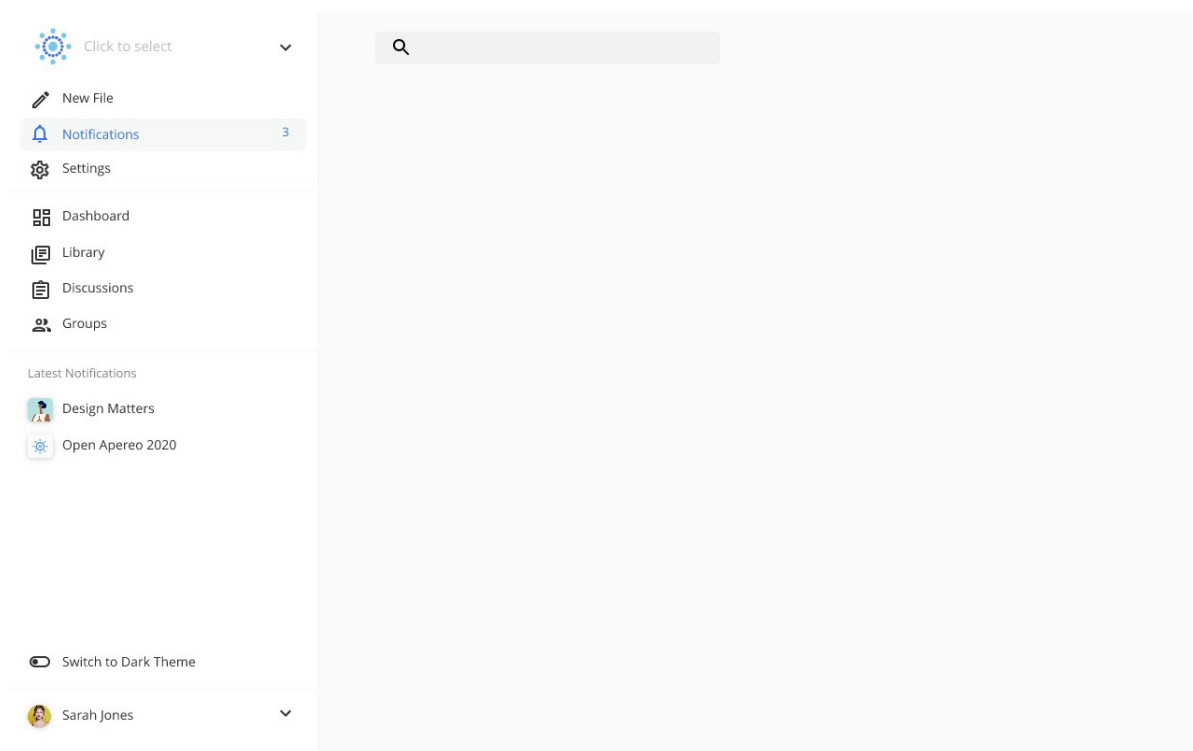 Click to select
New File
Notifications 3
Settings
Dashboard
Library
Discussions
Groups
Latest Notifications
Design Matters
Open Apereo 2020
Switch to Dark Theme
Sarah Jones